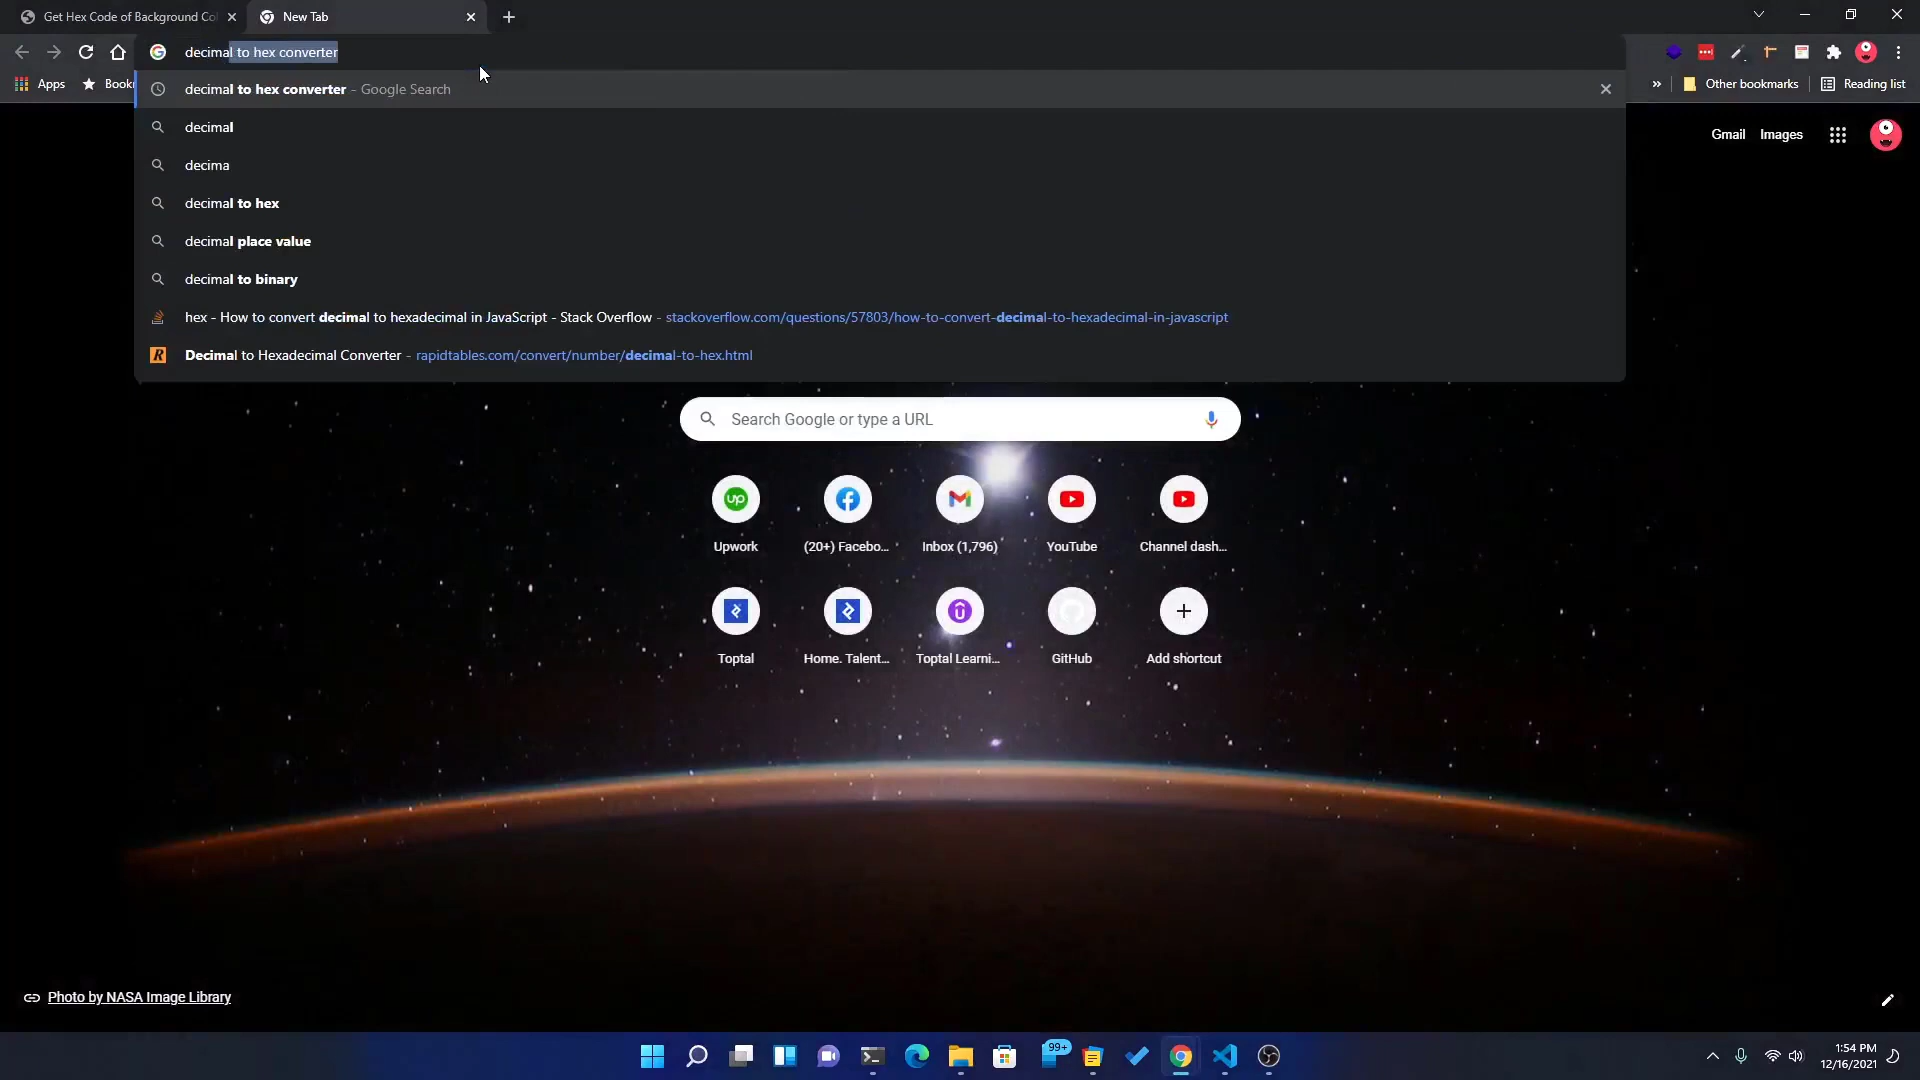 Get Hex Code of Background Co
New Tab
decimal to hex converter
Apps
Bookn
Other bookmarks
Reading list
decimal to hex converter - Google Search
decimal
decima
decimal to hex
decimal place value
decimal to binary
hex - How to convert decimal to hexadecimal in JavaScript - Stack Overflow - stackoverflow.com/questions/57803/how-to-convert-decimal-to-hexadecimal-in-javascript
Decimal to Hexadecimal Converter - rapidtables.com/convert/number/decimal-to-hex.html
Gmail Images
Search Google or type a URL
Upwork
(20+) Facebo...
Inbox (1,796)
YouTube
Channel dash...
Toptal
Home. Talent...
Toptal Learni...
GitHub
Add shortcut
Photo by NASA Image Library
99+
1:54 PM
12/16/2021